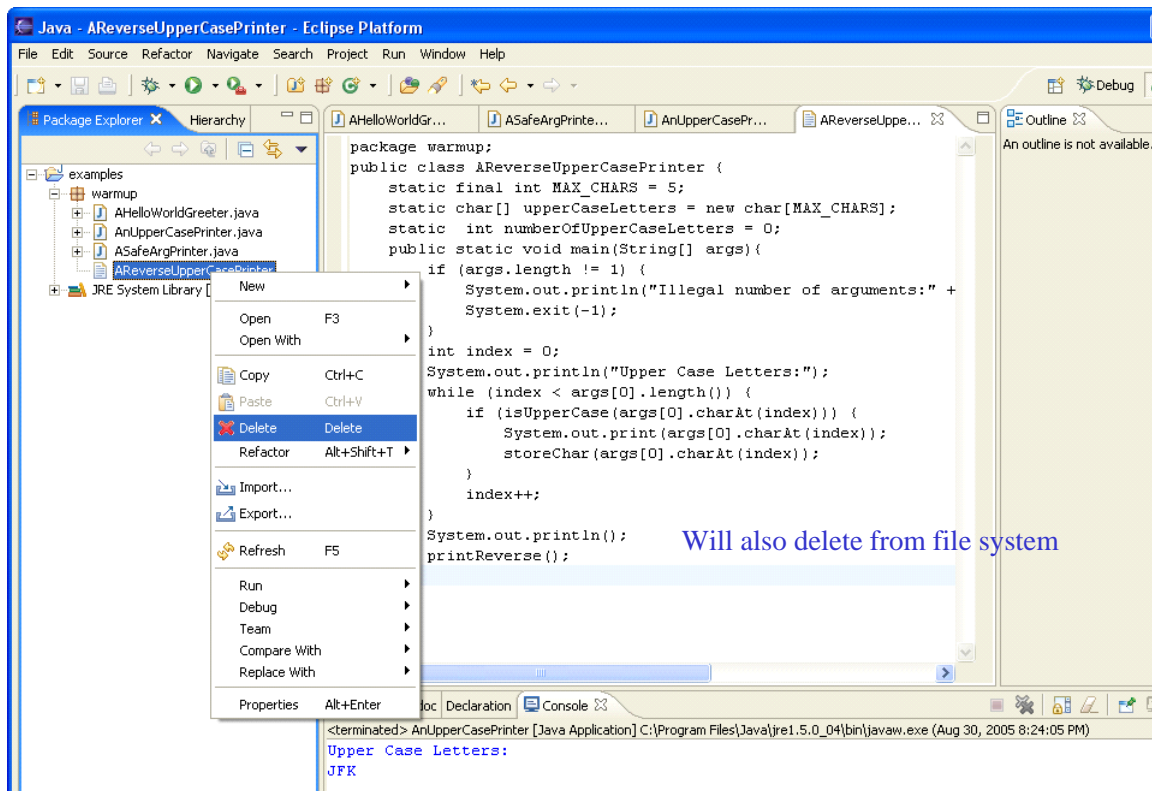 Java - AReverseUpperCasePrinter - Eclipse Platform
File Edit Source Refactor Navigate Search Project Run Window Help
Debug
Package Explorer
Hierarchy
examples
warmup
AHelloWorldGreeter.java
AnUpperCasePrinter.java
ASafeArgPrinter.java
AReverseUpperCasePrinter
JRE System Library [
New
Open F3
Open With
Copy Ctrl+C
Paste Ctrl+V
Delete Delete
Refactor Alt+Shift+T
Import...
Export...
Refresh F5
Run
Debug
Team
Compare With
Replace With
Properties Alt+Enter
AHelloWorldGr... ASafeArgPrinte... AnUpperCasePr... AReverseUppe...
package warmup;
public class AReverseUpperCasePrinter {
static final int MAX_CHARS = 5;
static char[] upperCaseLetters = new char[MAX_CHARS];
static  int numberOfUpperCaseLetters = 0;
public static void main(String[] args){
if (args.length != 1) {
System.out.println("Illegal number of arguments:" +
System.exit(-1);
}
int index = 0;
System.out.println("Upper Case Letters:");
while (index < args[0].length()) {
if (isUpperCase(args[0].charAt(index))) {
System.out.print(args[0].charAt(index));
storeChar(args[0].charAt(index));
}
index++;
}
System.out.println();
printReverse();
Will also delete from file system
Outline
An outline is not available.
Declaration Console
<terminated> AnUpperCasePrinter [Java Application] C:\Program Files\Java\jre1.5.0_04\bin\javaw.exe (Aug 30, 2005 8:24:05 PM)
Upper Case Letters:
JFK